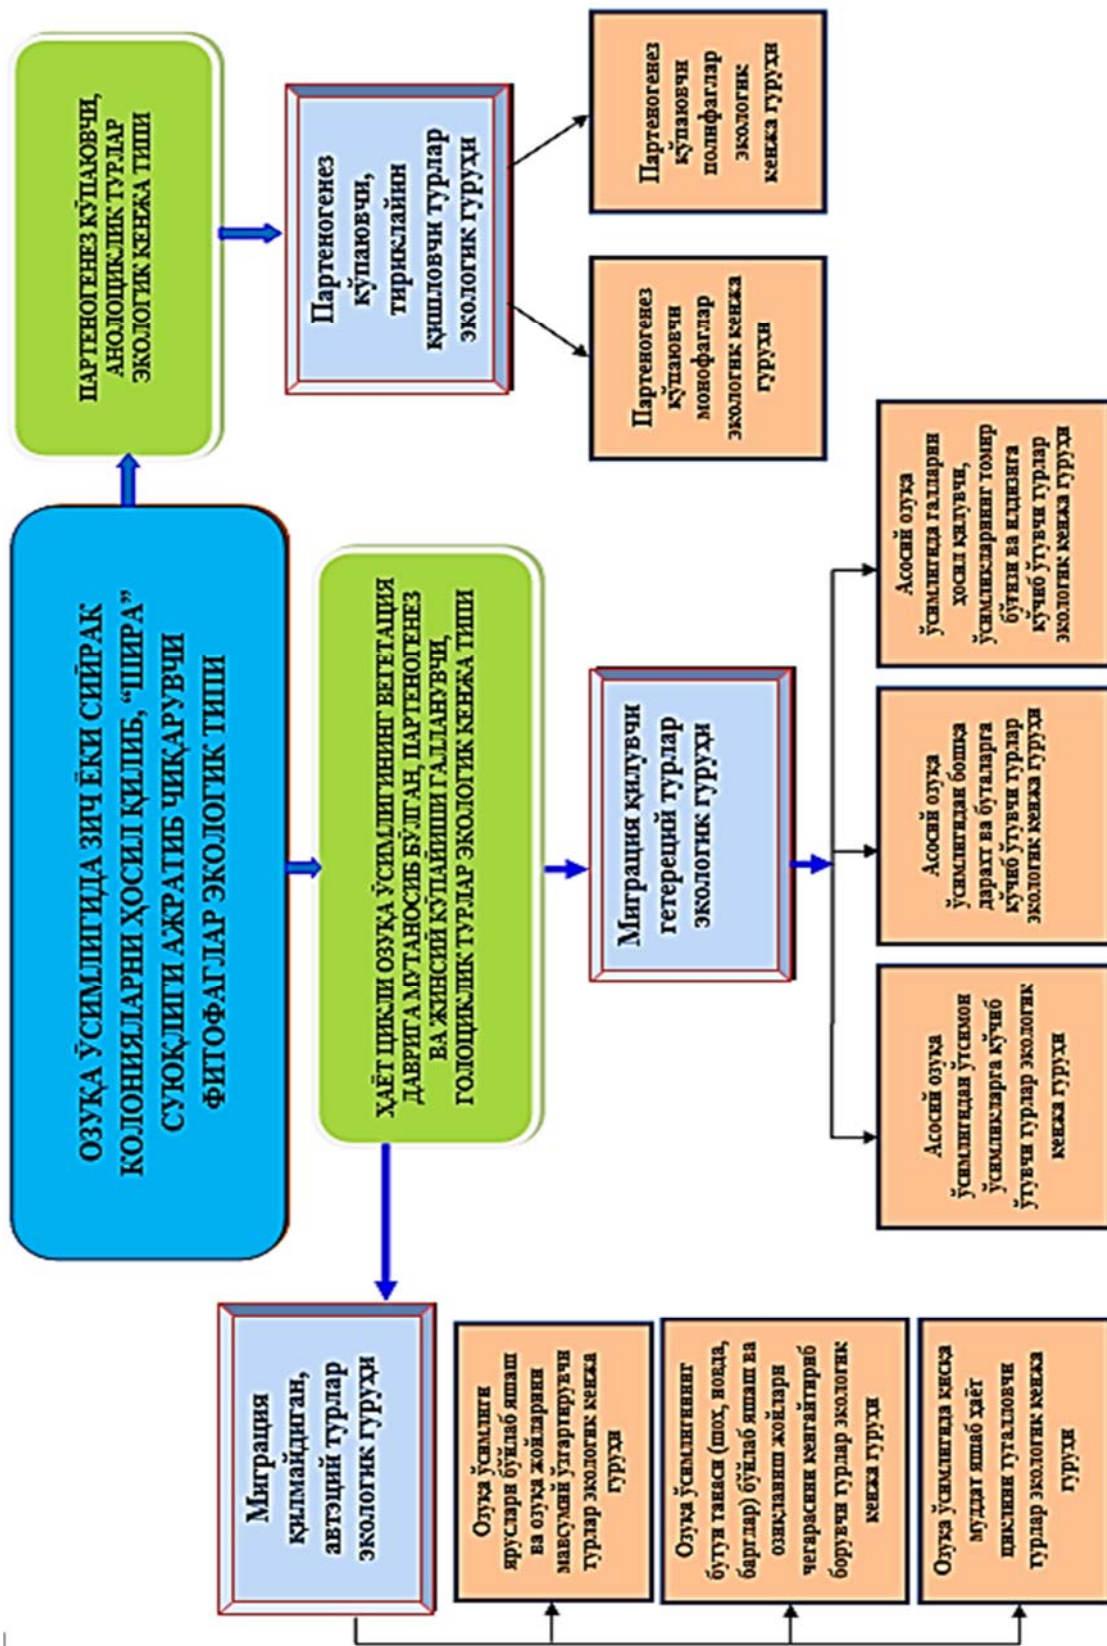 ОЗУҚА ЎСИМЛИГИДА ЗИЧ ЁКИ СИЙРАК
КОЛОНИЯЛАРНИ ҲОСИЛ ҚИЛИБ, “ШИРА”
СУЮҚЛИГИ АЖРАТИБ ЧИҚАРУВЧИ
ФИТОФАГЛАР ЭКОЛОГИК ТИПИ
ПАРТЕНОГЕНЕЗ КЎПАЮВЧИ,
АНОЛОЦИКЛИК ТУРЛАР
ЭКОЛОГИК КЕНЖА ТИПИ
ҲАЁТ ЦИКЛИ ОЗУҚА ЎСИМЛИГИНИНГ ВЕГЕТАЦИЯ
ДАВРИГА МУТАНОСИБ БЎЛГАН, ПАРТЕНОГЕНЕЗ
ВА ЖИНСИЙ КЎПАЙИШИ ГАЛЛАНУВЧИ,
ГОЛОЦИКЛИК ТУРЛАР ЭКОЛОГИК КЕНЖА ТИПИ
Партеногенез
кўпаювчи,
тириклайин
қишловчи турлар
экологик гуруҳи
Миграция
қилмайдиган,
автэций турлар
экологик гуруҳи
Миграция қилувчи
гетереций турлар
экологик гуруҳи
Партеногенез
кўпаювчи
монофаглар
экологик кенжа
гуруҳи
Партеногенез
кўпаювчи
полифаглар
экологик
кенжа гуруҳи
Озуқа ўсимлиги
яруслари бўйлаб яшаш
ва озуқа жойларини
мавсумий ўзгартирувчи
турлар экологик кенжа
гуруҳи
Озуқа ўсимлигининг
бутун танаси (шох, новда,
барглар) бўйлаб яшаш ва
озиқланиш жойлари
чегарасини кенгайтириб
борувчи турлар экологик
кенжа гуруҳи
Озуқа ўсимлигида қисқа
муддат яшаб ҳаёт
циклини тугалловчи
турлар экологик кенжа
гуруҳи
Асосий озуқа
ўсимлигидан ўтсимон
ўсимликларга кўчиб
ўтувчи турлар экологик
кенжа гуруҳи
Асосий озуқа
ўсимлигидан бошқа
дарахт ва буталарга
кўчиб ўтувчи турлар
экологик кенжа гуруҳи
Асосий озуқа
ўсимлигида галларни
ҳосил қилувчи,
ўсимликларнинг томир
бўғизи ва илдизига
кўчиб ўтувчи турлар
экологик кенжа гуруҳи